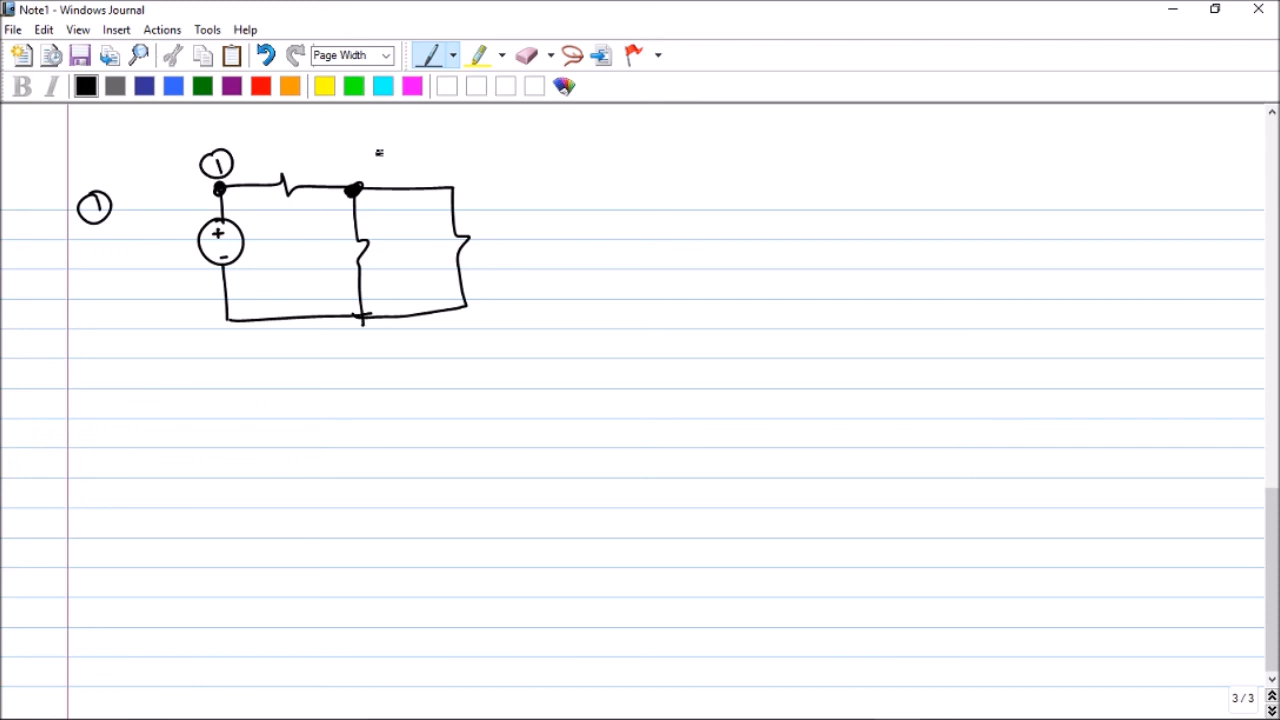 Note1 - Windows Journal
File Edit View Insert Actions Tools Help
Page Width
B I
1
1
+
-
3 / 3